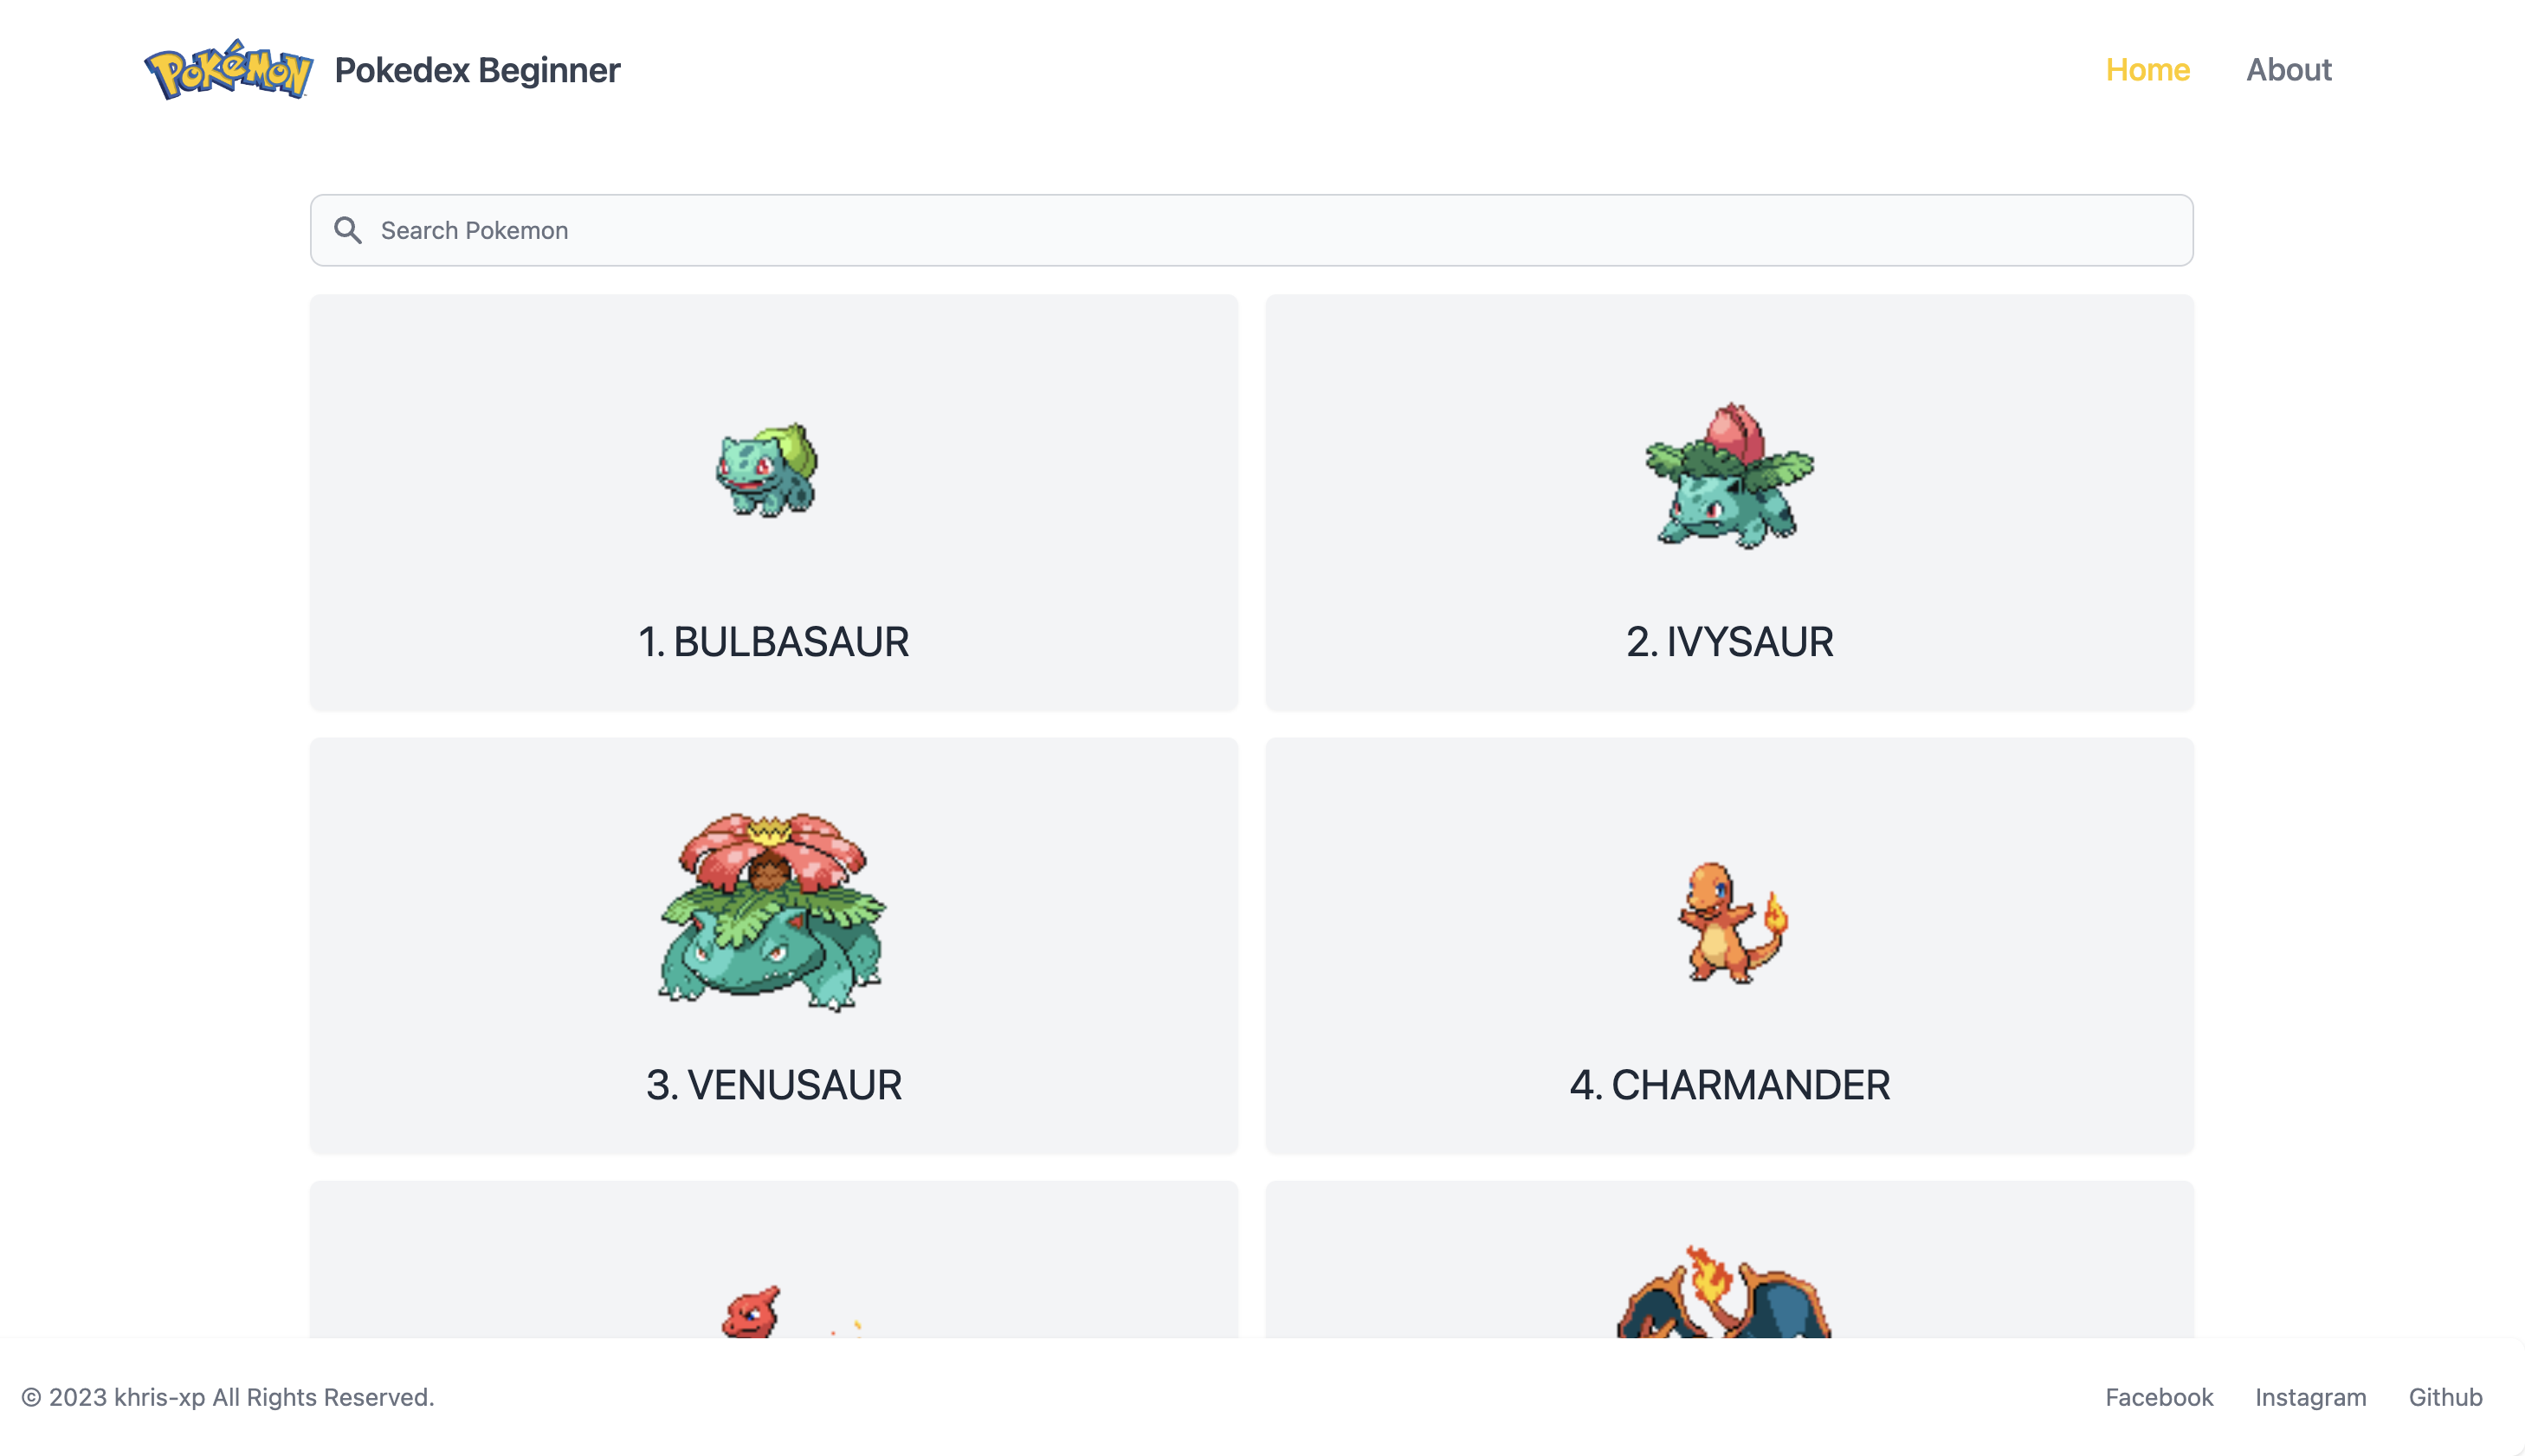 Pokémon Pokedex Beginner Home About
Search Pokemon
1. BULBASAUR
2. IVYSAUR
3. VENUSAUR
4. CHARMANDER
© 2023 khris-xp All Rights Reserved. Facebook Instagram Github